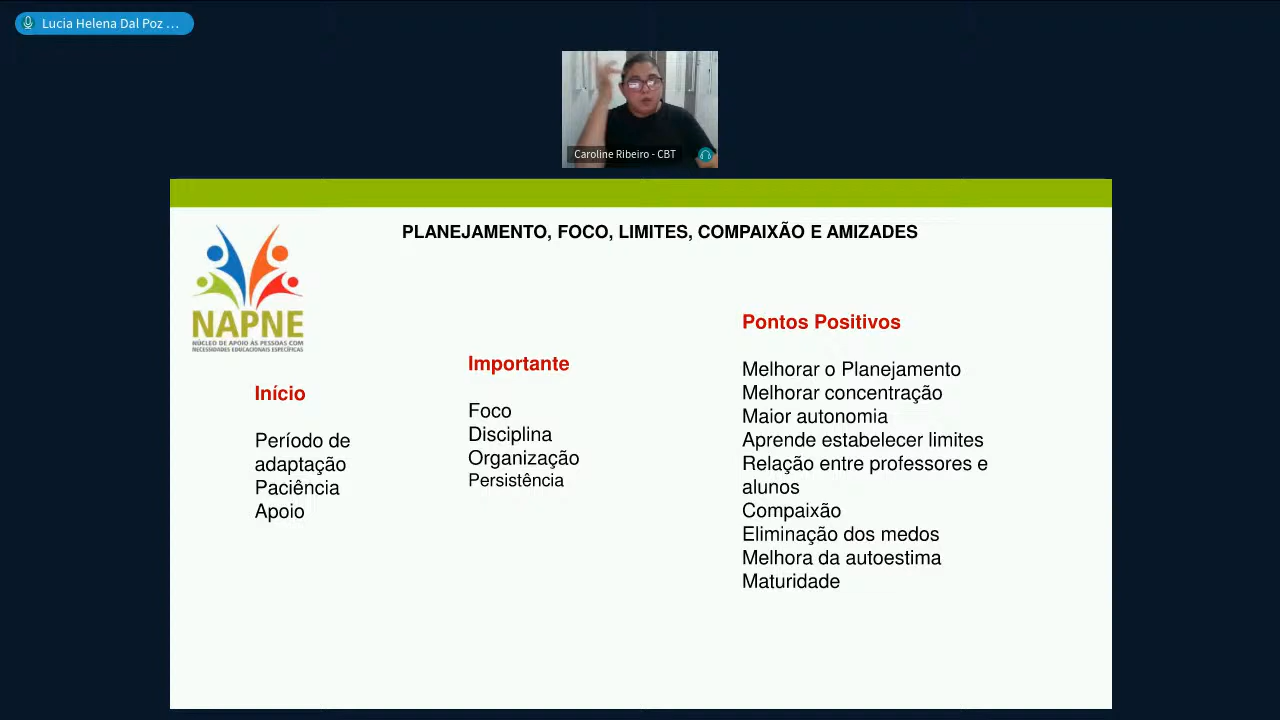 Lucia Helena Dal Poz ...
Caroline Ribeiro - CBT
PLANEJAMENTO, FOCO, LIMITES, COMPAIXÃO E AMIZADES
NAPNE
NÚCLEO DE APOIO ÀS PESSOAS COM
NECESSIDADES EDUCACIONAIS ESPECÍFICAS
Início
Período de
adaptação
Paciência
Apoio
Importante
Foco
Disciplina
Organização
Persistência
Pontos Positivos
Melhorar o Planejamento
Melhorar concentração
Maior autonomia
Aprende estabelecer limites
Relação entre professores e
alunos
Compaixão
Eliminação dos medos
Melhora da autoestima
Maturidade